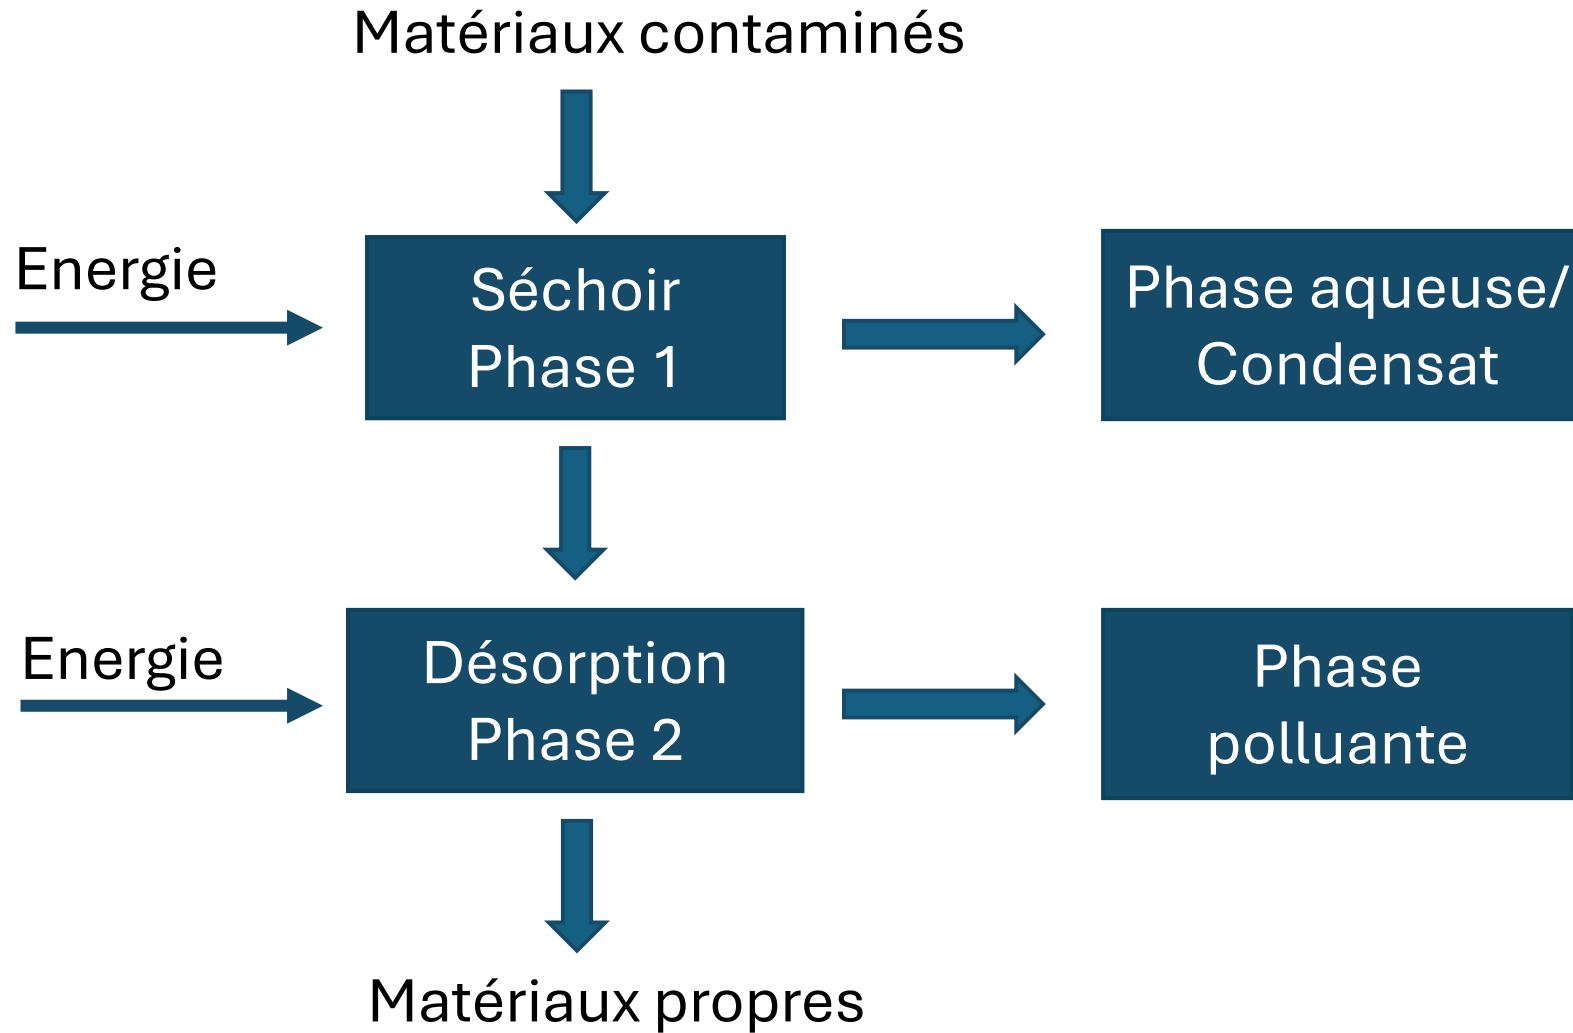 Matériaux contaminés
Energie
Séchoir
Phase 1
Phase aqueuse/
Condensat
Energie
Désorption
Phase 2
Phase
polluante
Matériaux propres